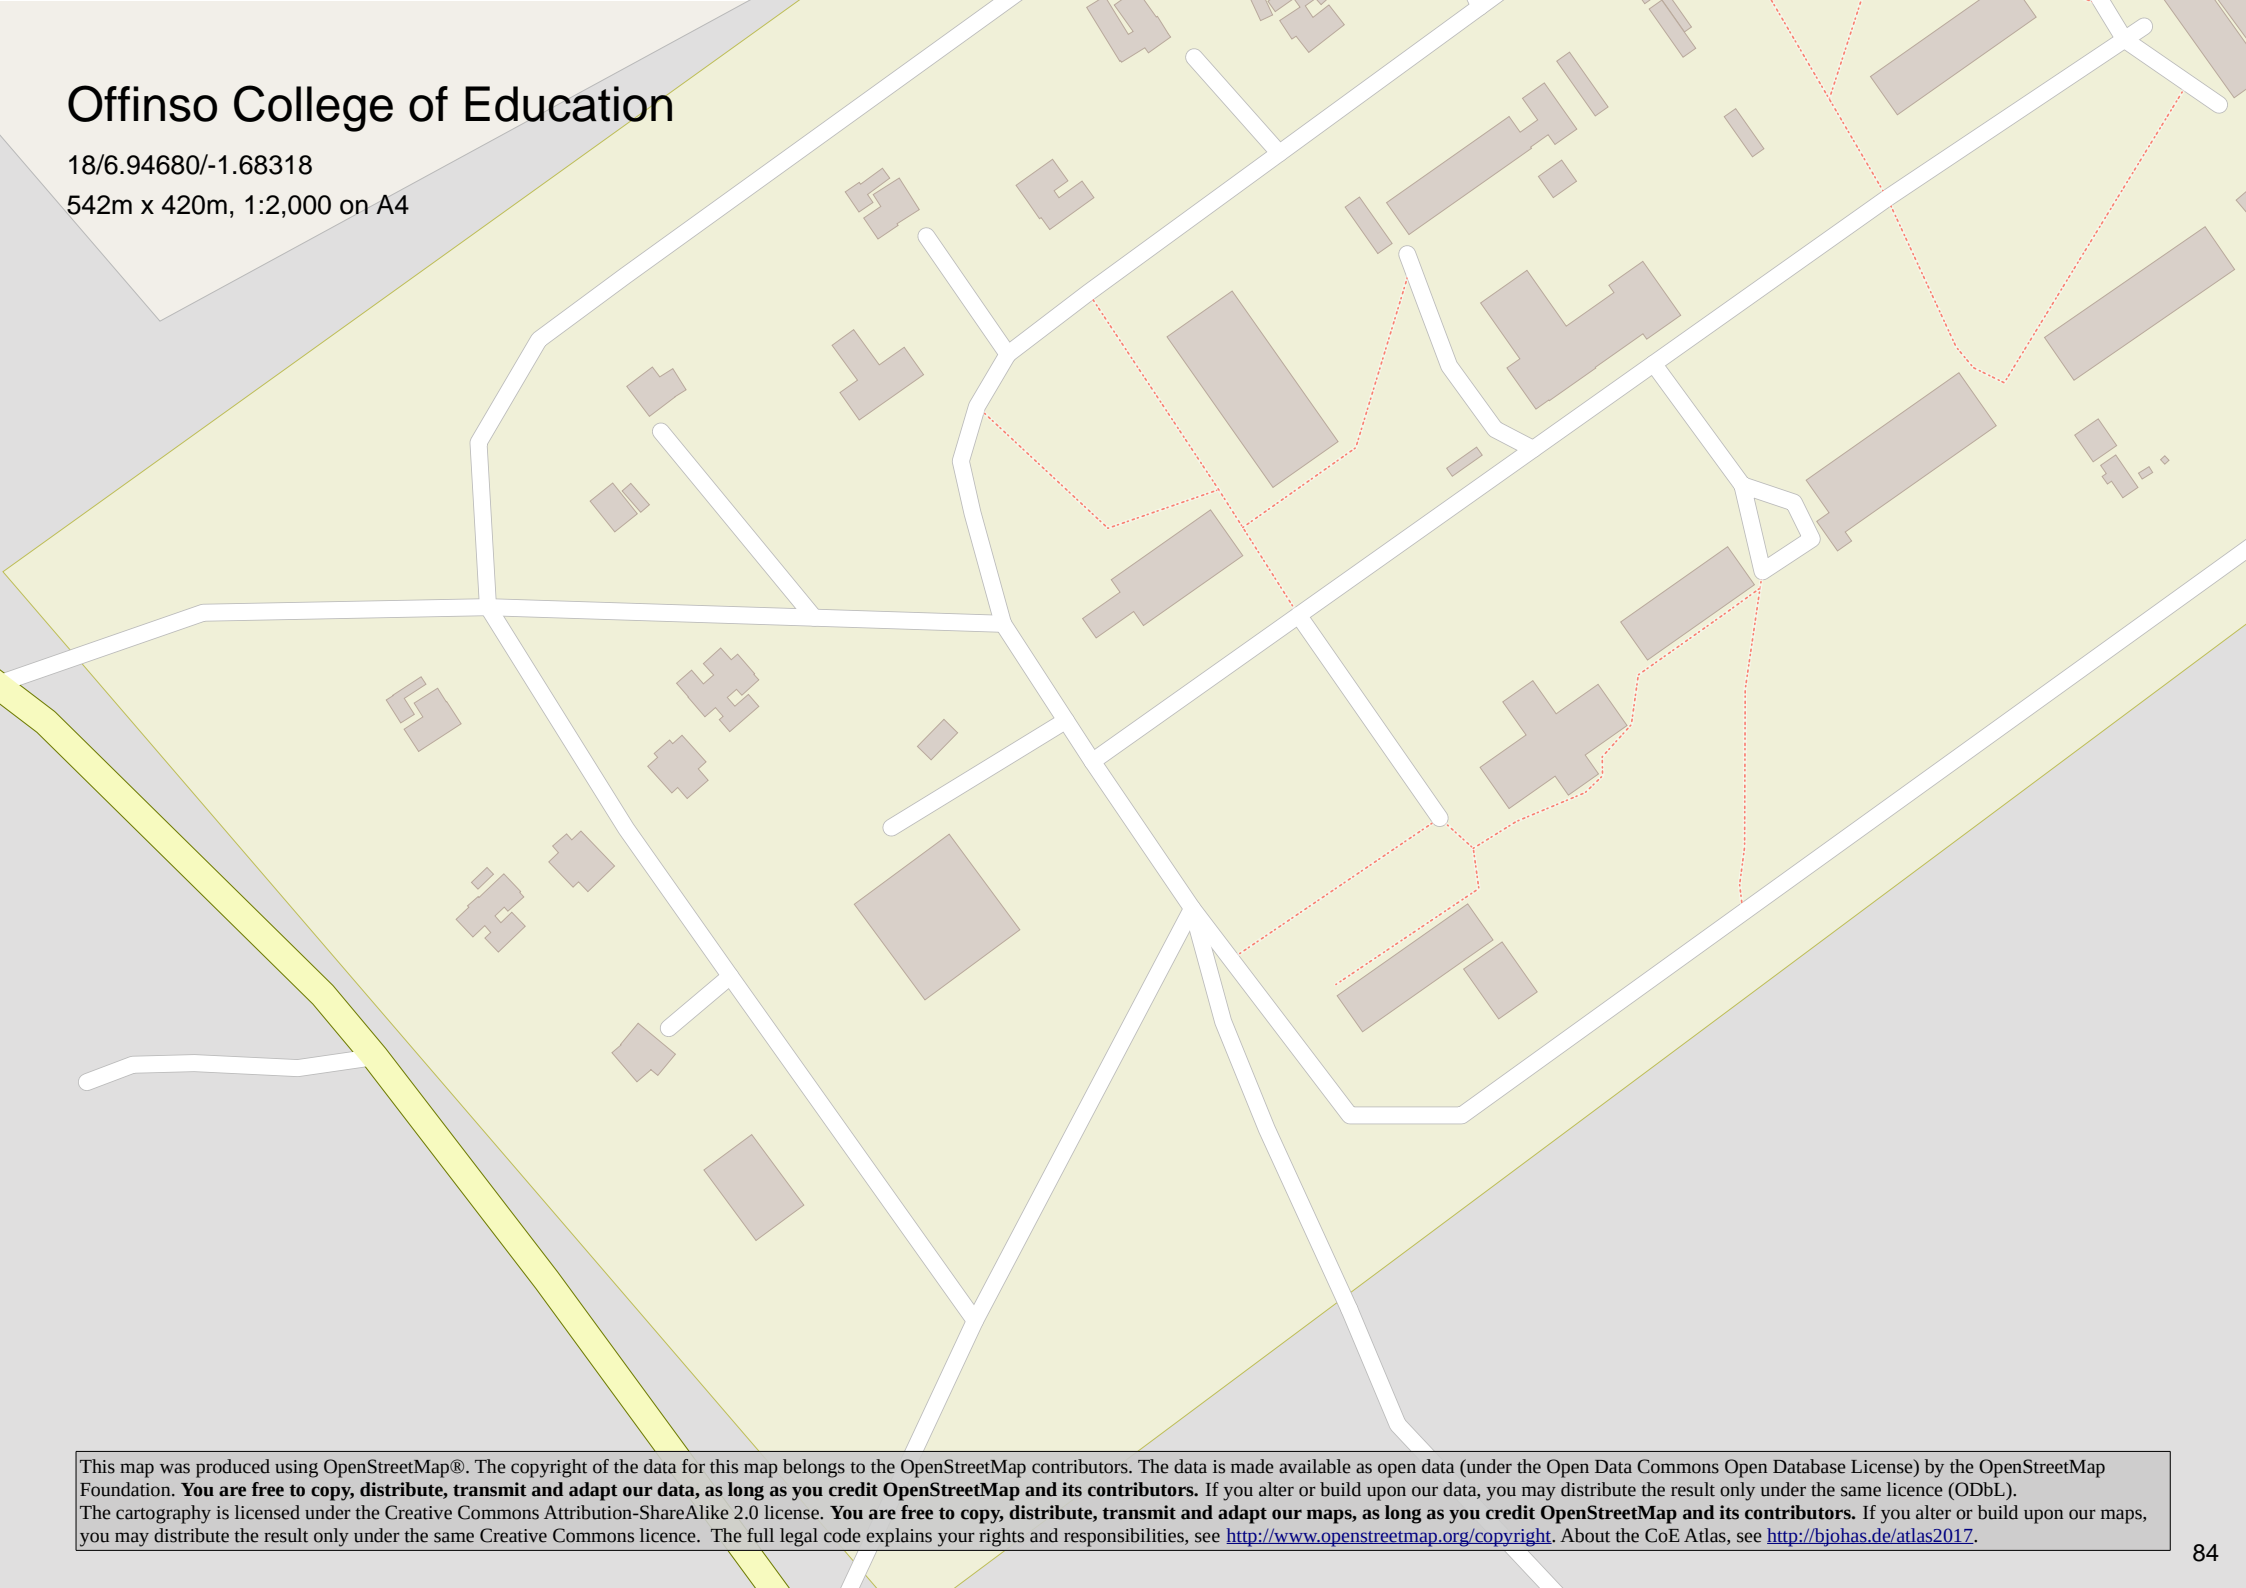 Offinso College of Education
18/6.94680/-1.68318
542m x 420m, 1:2,000 on A4
This map was produced using OpenStreetMap®. The copyright of the data for this map belongs to the OpenStreetMap contributors. The data is made available as open data (under the Open Data Commons Open Database License) by the OpenStreetMap
Foundation. You are free to copy, distribute, transmit and adapt our data, as long as you credit OpenStreetMap and its contributors. If you alter or build upon our data, you may distribute the result only under the same licence (ODbL).
The cartography is licensed under the Creative Commons Attribution-ShareAlike 2.0 license. You are free to copy, distribute, transmit and adapt our maps, as long as you credit OpenStreetMap and its contributors. If you alter or build upon our maps,
you may distribute the result only under the same Creative Commons licence. The full legal code explains your rights and responsibilities, see http://www.openstreetmap.org/copyright. About the CoE Atlas, see http://bjohas.de/atlas2017.
84